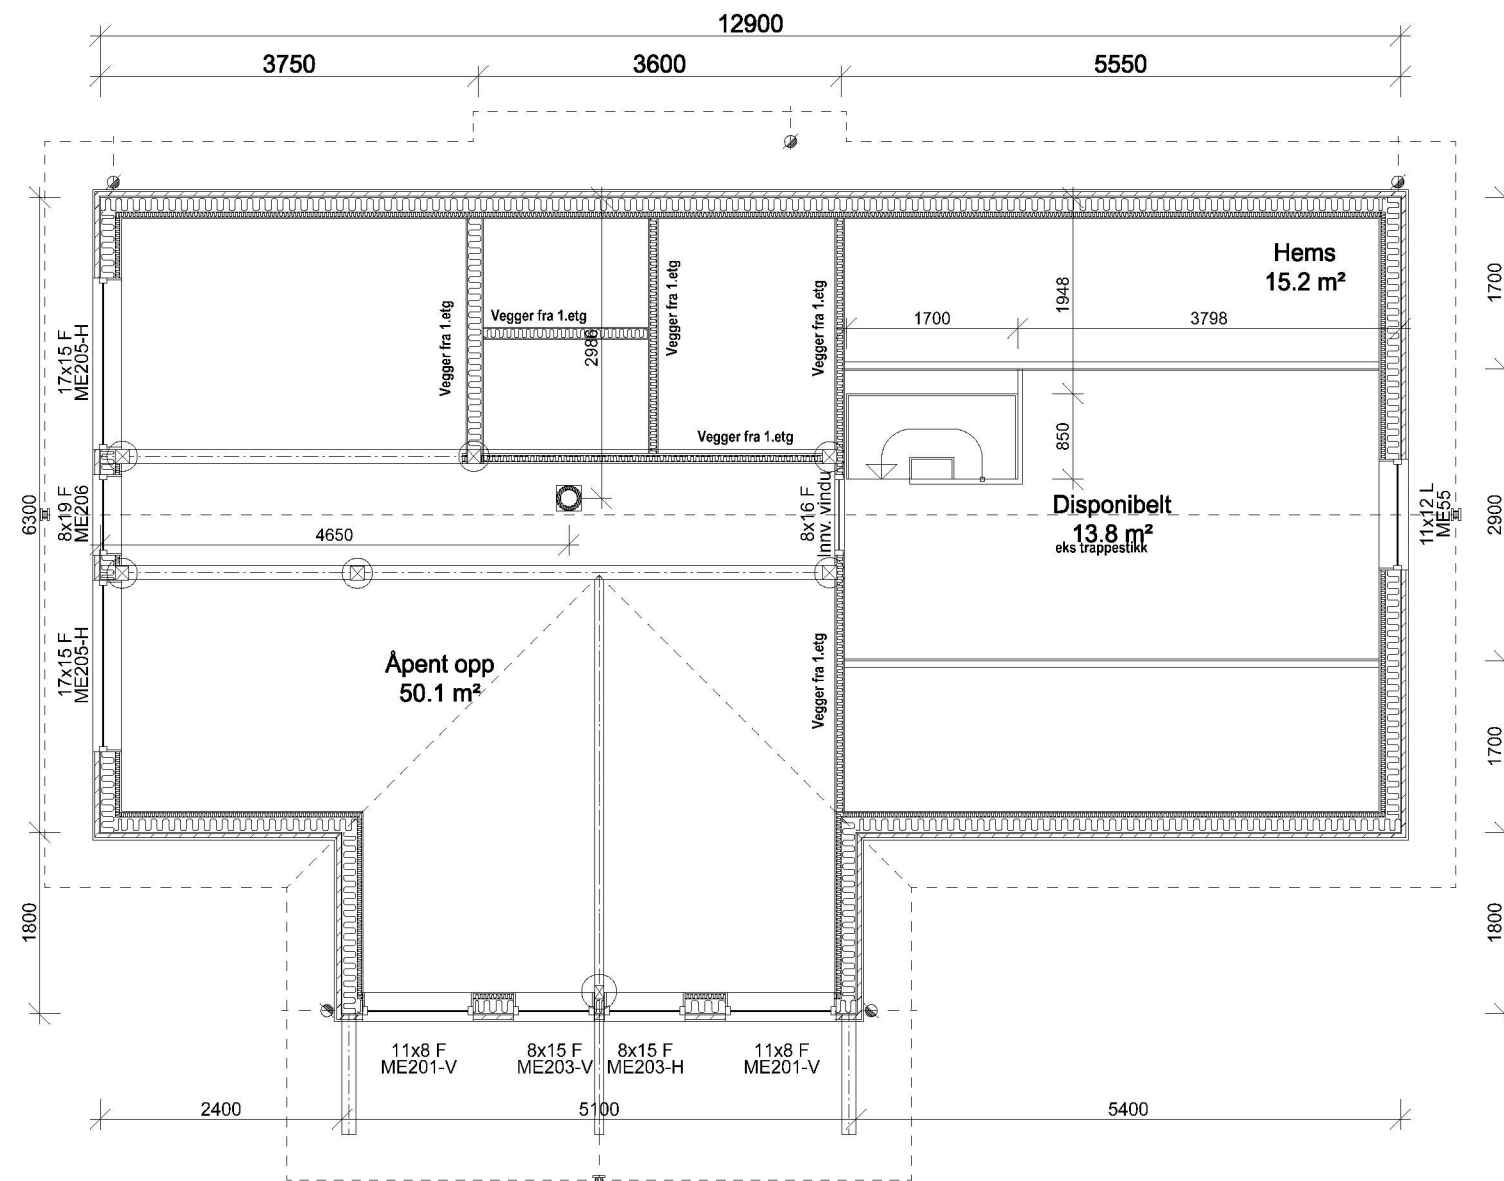 12900
3750
3600
5550
Hems
15.2 m²
1700
3798
1948
850
1700
2900
1700
1800
6300
1800
17x15 F
ME205-H
8x19 F
ME206
17x15 F
ME205-H
Vegger fra 1.etg
Vegger fra 1.etg
2986
Vegger fra 1.etg
Vegger fra 1.etg
Vegger fra 1.etg
4650
8x16 F
Innv. vindu
Disponibelt
13.8 m²
eks trappestikk
11x12 L
ME55
Åpent opp
50.1 m²
Vegger fra 1.etg
11x8 F
ME201-V
8x15 F
ME203-V
8x15 F
ME203-H
11x8 F
ME201-V
2400
5100
5400